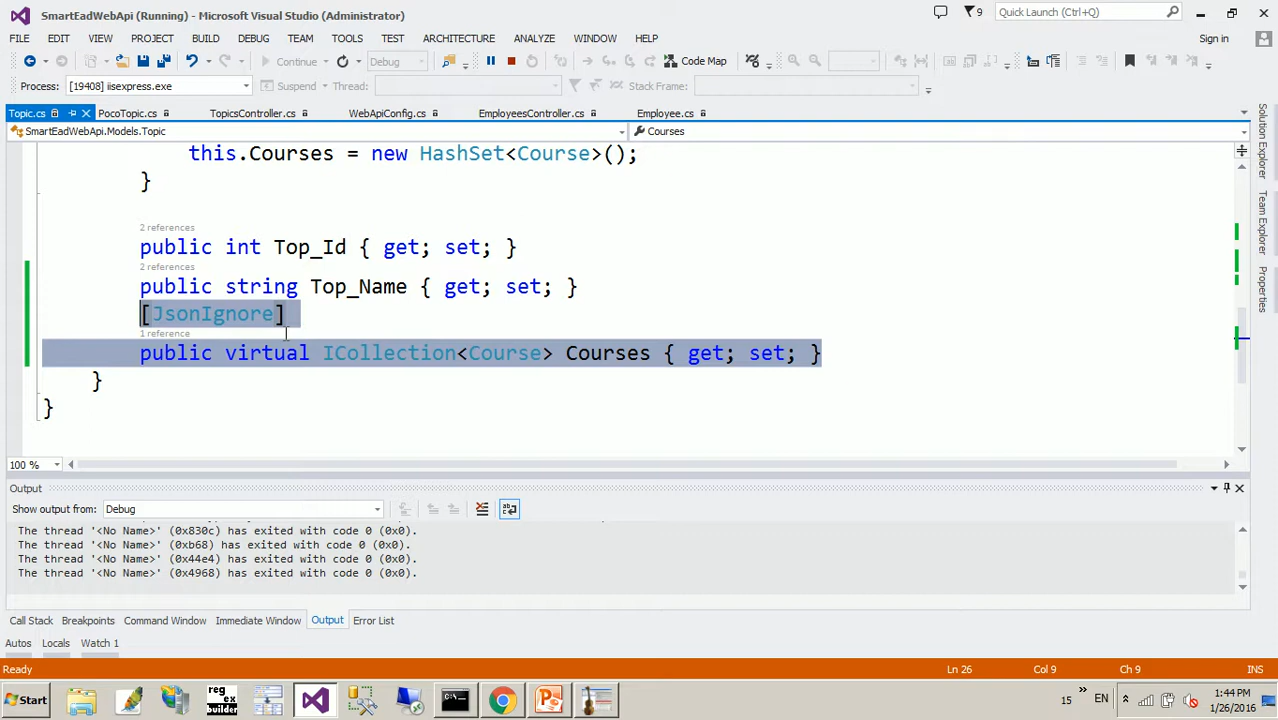 SmartEadWebApi (Running) - Microsoft Visual Studio (Administrator)
9
Quick Launch (Ctrl+Q)
FILE EDIT VIEW PROJECT BUILD DEBUG TEAM TOOLS TEST ARCHITECTURE ANALYZE WINDOW HELP
Sign in
Continue
Debug
Code Map
Process: [19408] iisexpress.exe
Suspend
Thread:
Stack Frame:
Topic.cs
PocoTopic.cs
TopicsController.cs
WebApiConfig.cs
EmployeesController.cs
Employee.cs
SmartEadWebApi.Models.Topic
Courses
this.Courses = new HashSet<Course>();
}
2 references
public int Top_Id { get; set; }
2 references
public string Top_Name { get; set; }
[JsonIgnore]
1 reference
public virtual ICollection<Course> Courses { get; set; }
}
}
100 %
Solution Explorer
Team Explorer
Properties
Output
Show output from: Debug
The thread '<No Name>' (0x830c) has exited with code 0 (0x0).
The thread '<No Name>' (0xb68) has exited with code 0 (0x0).
The thread '<No Name>' (0x44e4) has exited with code 0 (0x0).
The thread '<No Name>' (0x4968) has exited with code 0 (0x0).
Call Stack Breakpoints Command Window Immediate Window Output Error List
Autos Locals Watch 1
Ready
Ln 26
Col 9
Ch 9
INS
Start
reg
ex
builder
15
EN
1:44 PM
1/26/2016